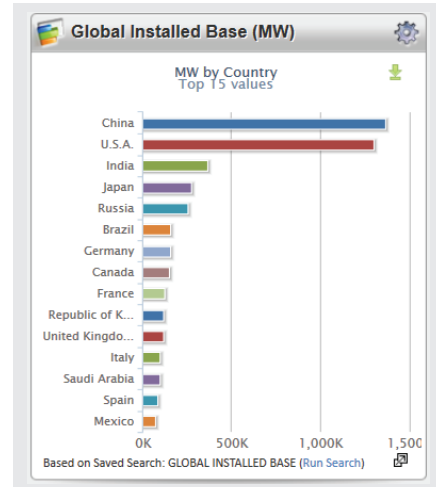 Global Installed Base (MW)
MW by Country
Top 15 values
China
U.S.A.
India
Japan
Russia
Brazil
Germany
Canada
France
Republic of K...
United Kingdo...
Italy
Saudi Arabia
Spain
Mexico
0K 500K 1,000K 1,500
Based on Saved Search: GLOBAL INSTALLED BASE (Run Search)